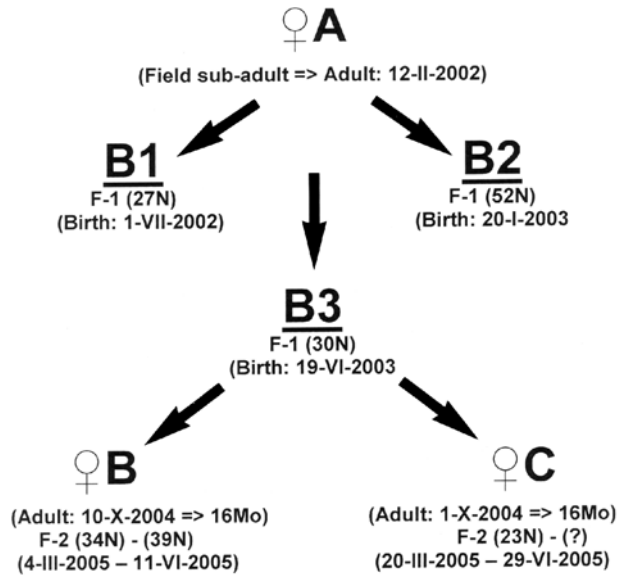 ♀A
(Field sub-adult => Adult: 12-II-2002)
B1
F-1 (27N)
(Birth: 1-VII-2002)
B2
F-1 (52N)
(Birth: 20-I-2003
B3
F-1 (30N)
(Birth: 19-VI-2003
♀B
(Adult: 10-X-2004 => 16Mo)
F-2 (34N) - (39N)
(4-III-2005 – 11-VI-2005)
♀C
(Adult: 1-X-2004 => 16Mo)
F-2 (23N) - (?)
(20-III-2005 – 29-VI-2005)